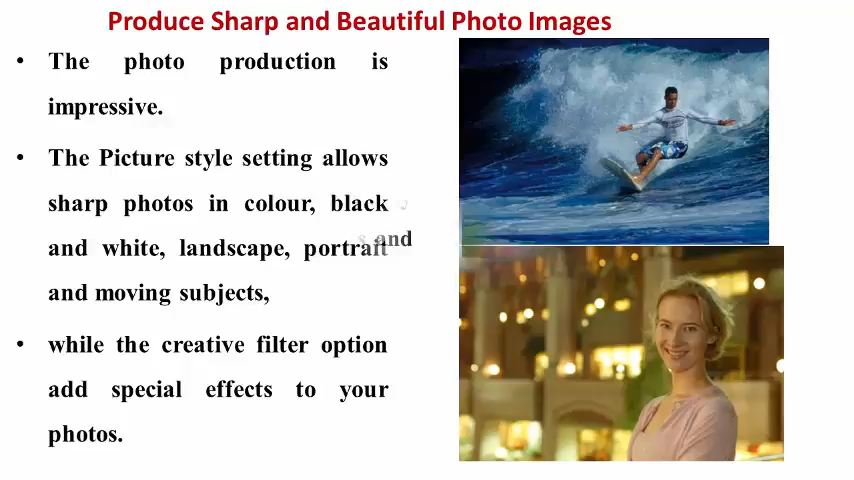 Produce Sharp and Beautiful Photo Images
• The photo production is
impressive.
• The Picture style setting allows
sharp photos in colour, black
and white, landscape, portrait
and moving subjects,
• while the creative filter option
add special effects to your
photos.
and